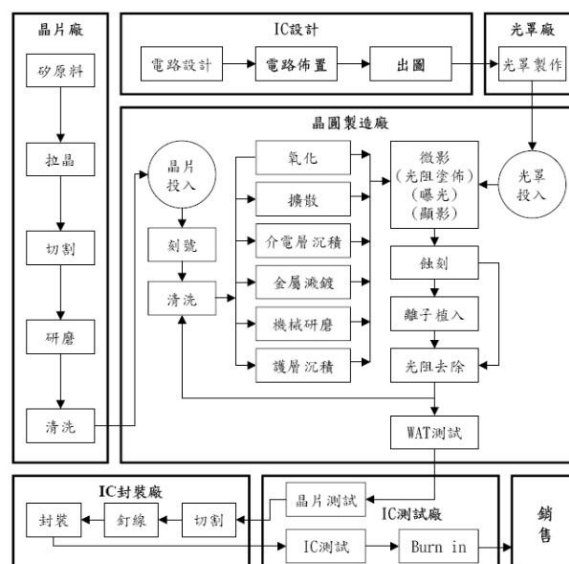 晶片廠
矽原料
拉晶
切割
研磨
清洗
IC設計
電路設計
電路佈置
出圖
光罩廠
光罩製作
晶圓製造廠
晶片
投入
刻號
清洗
氧化
擴散
介電層沉積
金屬濺鍍
機械研磨
護層沉積
微影
(光阻塗佈)
(曝光)
(顯影)
光罩
投入
蝕刻
離子植入
光阻去除
WAT測試
IC封裝廠
封裝
釘線
切割
IC測試廠
晶片測試
IC測試
Burn in
銷
售